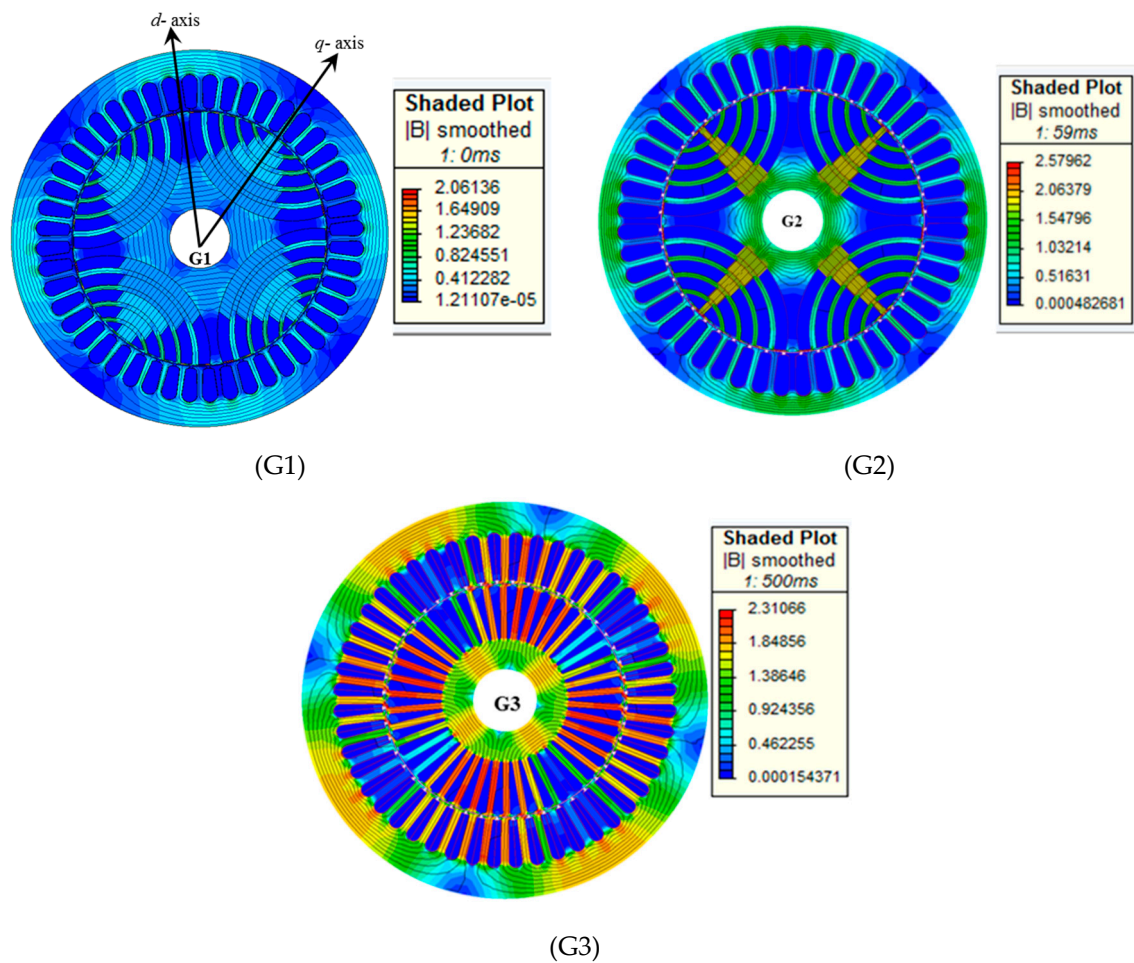 d- axis
q- axis
G1
Shaded Plot
|B| smoothed
1: 0ms
2.06136
1.64909
1.23682
0.824551
0.412282
1.21107e-05
(G1)
G2
Shaded Plot
|B| smoothed
1: 59ms
2.57962
2.06379
1.54796
1.03214
0.51631
0.000482681
(G2)
G3
Shaded Plot
|B| smoothed
1: 500ms
2.31066
1.84856
1.38646
0.924356
0.462255
0.000154371
(G3)